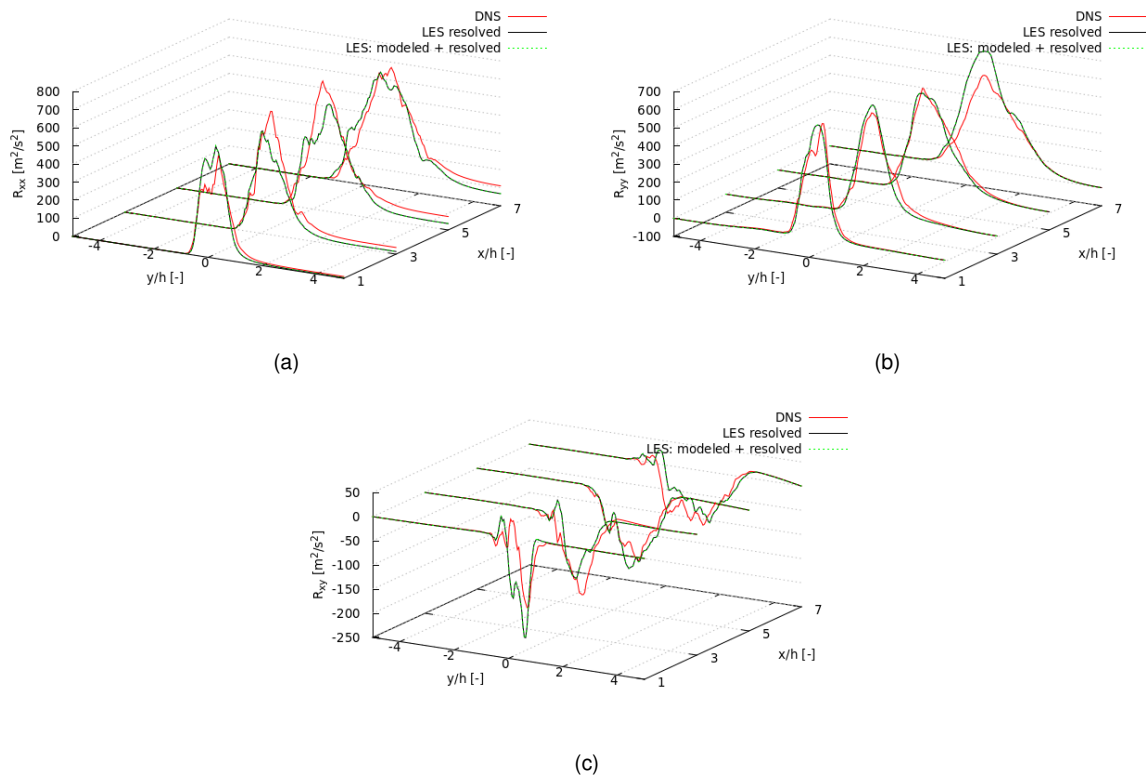 DNS
LES resolved
LES: modeled + resolved
800
700
600
500
400
300
200
100
0
Rxx [m²/s²]
-4
-2
0
2
4
y/h [-]
1
3
5
7
x/h [-]
(a)
DNS
LES resolved
LES: modeled + resolved
700
600
500
400
300
200
100
0
-100
Ryy [m²/s²]
-4
-2
0
2
4
y/h [-]
1
3
5
7
x/h [-]
(b)
DNS
LES resolved
LES: modeled + resolved
50
0
-50
-100
-150
-200
-250
Rxy [m²/s²]
-4
-2
0
2
4
y/h [-]
1
3
5
7
x/h [-]
(c)